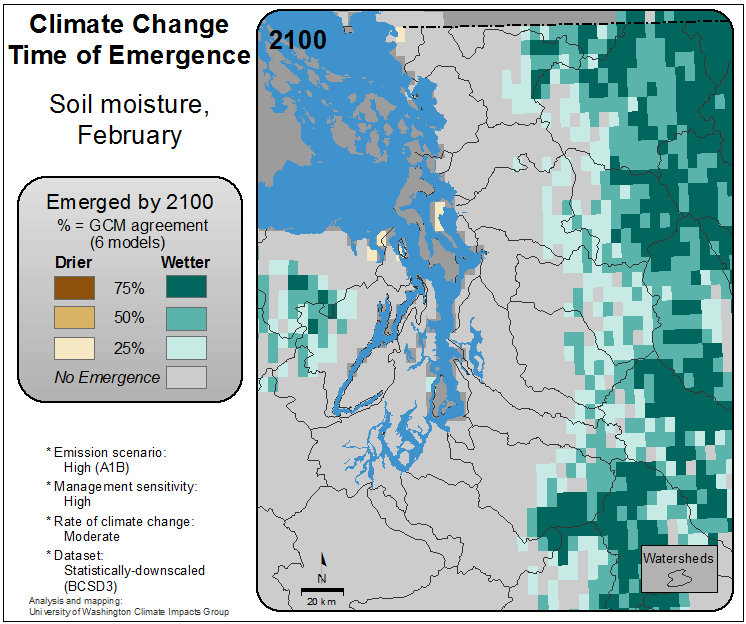 Climate Change
Time of Emergence
Soil moisture,
February
Emerged by 2100
% = GCM agreement
(6 models)
Drier Wetter
75%
50%
25%
No Emergence
* Emission scenario:
High (A1B)
* Management sensitivity:
High
* Rate of climate change:
Moderate
* Dataset:
Statistically-downscaled
(BCSD3)
Analysis and mapping:
University of Washington Climate Impacts Group
2100
N
20 km
Watersheds